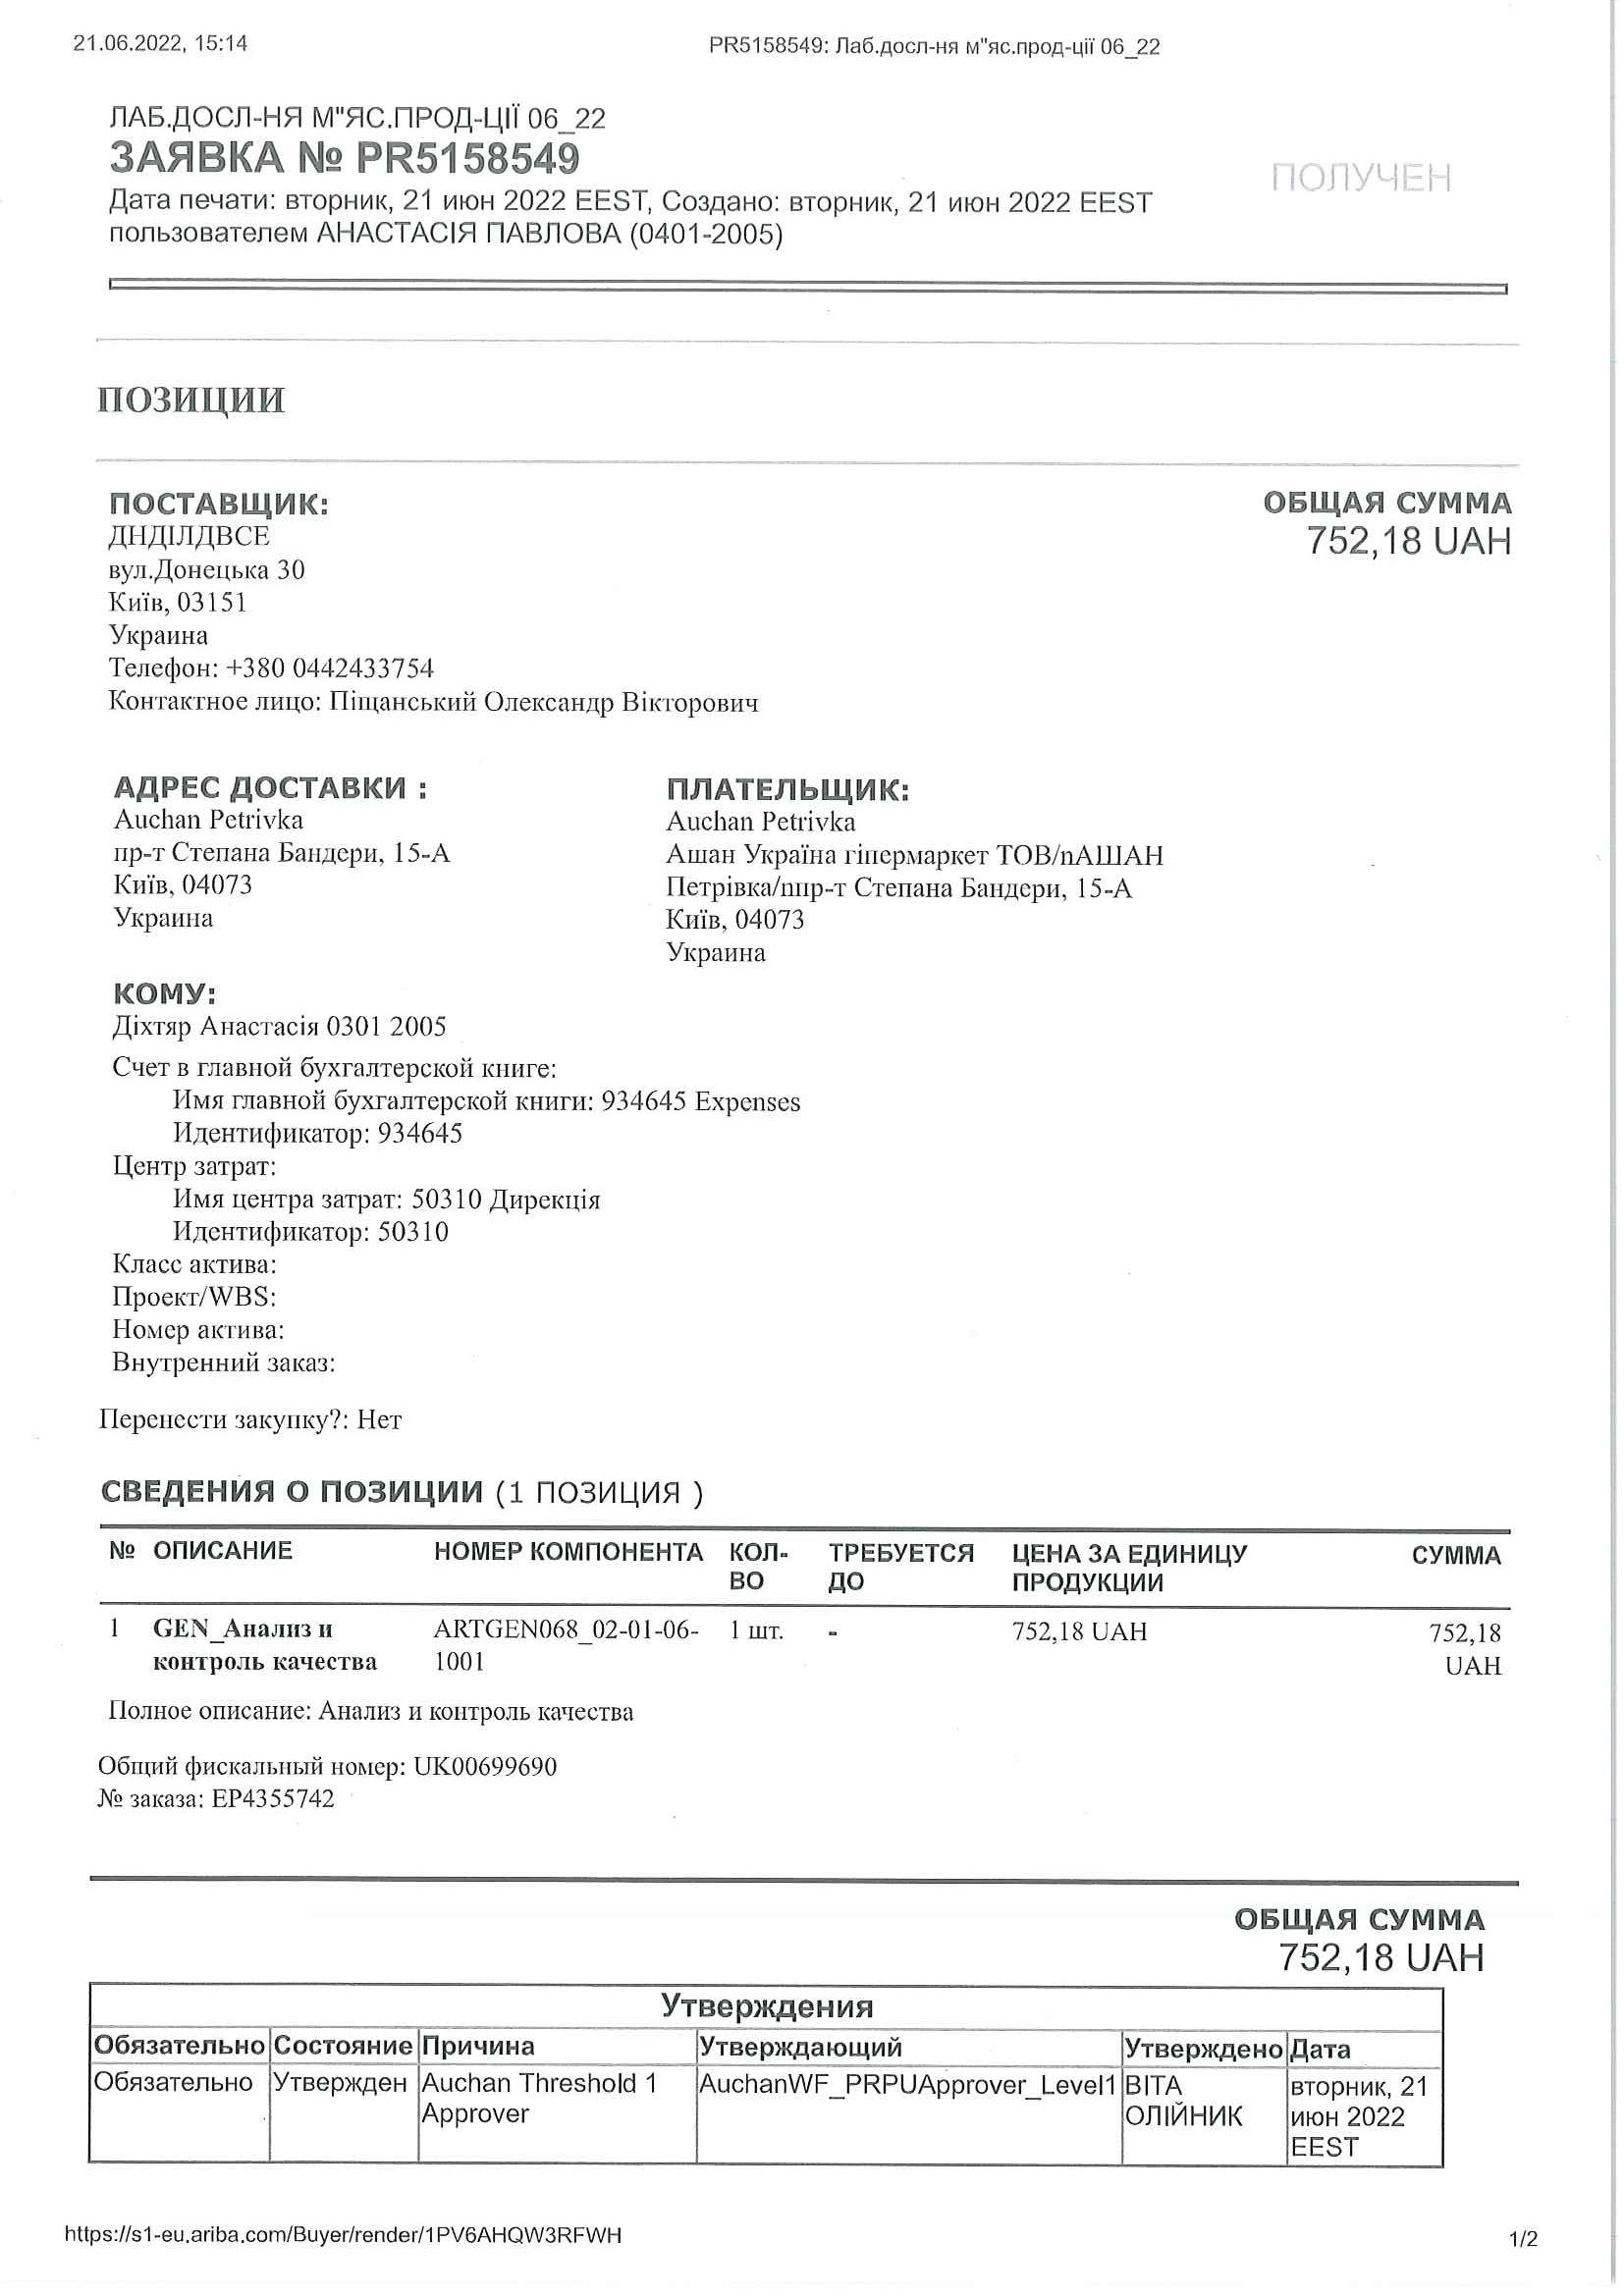 21.06.2022, 15:14
PR5158549: Лаб.досл-ня м"яс.прод-ції 06_22
ЛАБ.ДОСЛ-НЯ М"ЯС.ПРОД-ЦІЇ 06_22
ЗАЯВКА № PR5158549
ПОЛУЧЕН
Дата печати: вторник, 21 июн 2022 EEST, Создано: вторник, 21 июн 2022 EEST
пользователем АНАСТАСІЯ ПАВЛОВА (0401-2005)
ПОЗИЦИИ
ПОСТАВЩИК:
ДНДІЛДВСЕ
вул.Донецька 30
Київ, 03151
Украина
Телефон: +380 0442433754
Контактное лицо: Піщанський Олександр Вікторович
ОБЩАЯ СУММА
752,18 UAH
АДРЕС ДОСТАВКИ :
Auchan Petrivka
пр-т Степана Бандери, 15-А
Київ, 04073
Украина
ПЛАТЕЛЬЩИК:
Auchan Petrivka
Ашан Україна гіпермаркет ТОВ/пАШАН
Петрівка/ппр-т Степана Бандери, 15-А
Київ, 04073
Украина
КОМУ:
Діхтяр Анастасія 0301 2005
Счет в главной бухгалтерской книге:
Имя главной бухгалтерской книги: 934645 Expenses
Идентификатор: 934645
Центр затрат:
Имя центра затрат: 50310 Дирекція
Идентификатор: 50310
Класс актива:
Проект/WBS:
Номер актива:
Внутренний заказ:
Перенести закупку?: Нет
СВЕДЕНИЯ О ПОЗИЦИИ (1 ПОЗИЦИЯ )
№ ОПИСАНИЕ НОМЕР КОМПОНЕНТА КОЛ- ТРЕБУЕТСЯ ЦЕНА ЗА ЕДИНИЦУ СУММА
ВО ДО ПРОДУКЦИИ
1 GEN_Анализ и ARTGEN068_02-01-06- 1 шт. - 752,18 UAH 752,18
контроль качества 1001 UAH
Полное описание: Анализ и контроль качества
Общий фискальный номер: UK00699690
№ заказа: EP4355742
ОБЩАЯ СУММА
752,18 UAH
Утверждения
Обязательно Состояние Причина Утверждающий Утверждено Дата
Обязательно Утвержден Auchan Threshold 1 AuchanWF_PRPUApprover_Level1 ВІТА вторник, 21
Approver ОЛІЙНИК июн 2022
EEST
https://s1-eu.ariba.com/Buyer/render/1PV6AHQW3RFWH
1/2